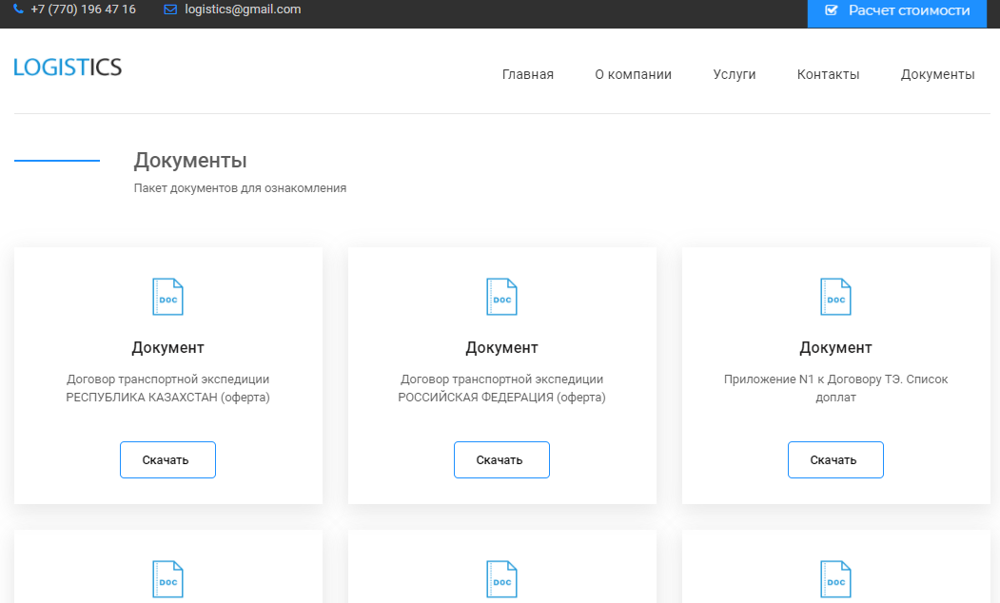 +7 (770) 196 47 16 logistics@gmail.com Расчет стоимости
LOGISTICS
Главная О компании Услуги Контакты Документы
Документы
Пакет документов для ознакомления
DOC DOC DOC
Документ Документ Документ
Договор транспортной экспедиции Договор транспортной экспедиции Приложение N1 к Договору ТЭ. Список
РЕСПУБЛИКА КАЗАХСТАН (оферта) РОССИЙСКАЯ ФЕДЕРАЦИЯ (оферта) доплат
Скачать Скачать Скачать
DOC DOC DOC